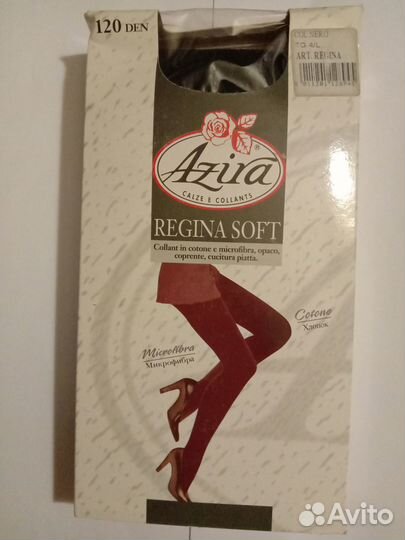 120 DEN
COL. NERO
TG. 4/L
ART. REGINA
Azira ®
CALZE E COLLANTS
REGINA SOFT
Collant in cotone e microfibra, opaco,
coprente, cucitura piatta.
Cotone
Хлопок
Microfibra
Микрофибра
Avito